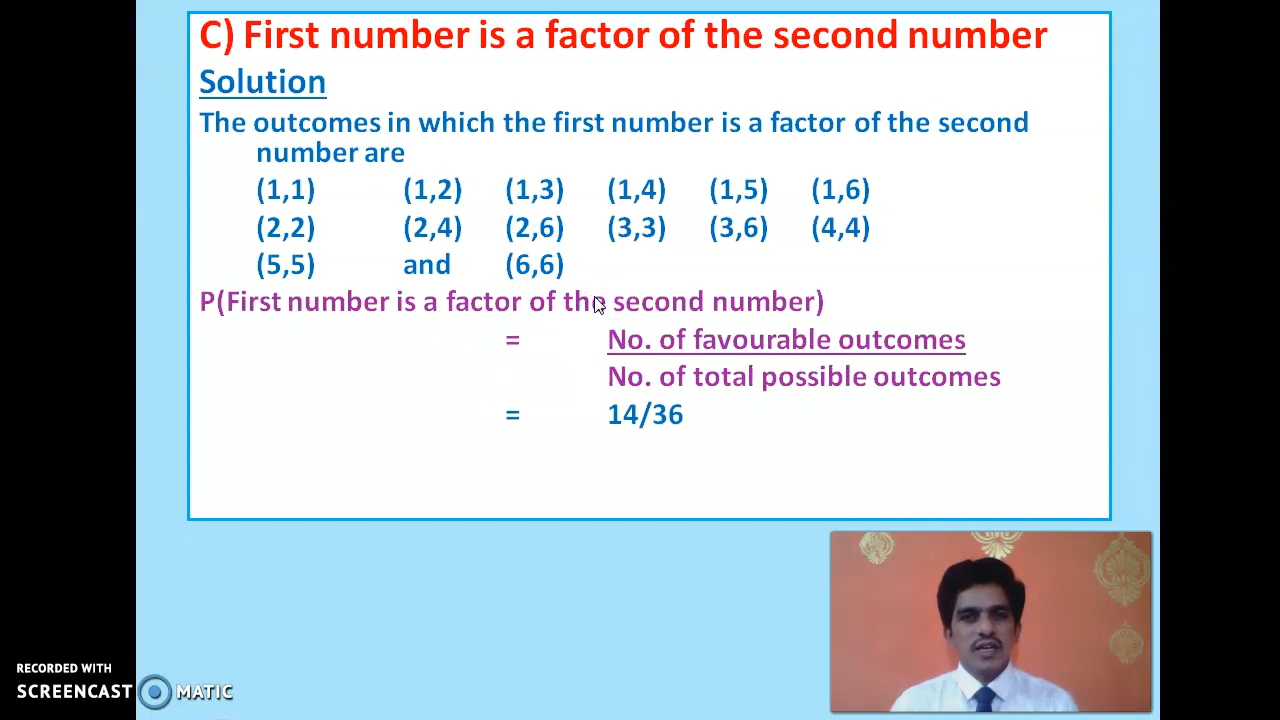 C) First number is a factor of the second number
Solution
The outcomes in which the first number is a factor of the second
number are
(1,1) (1,2) (1,3) (1,4) (1,5) (1,6)
(2,2) (2,4) (2,6) (3,3) (3,6) (4,4)
(5,5) and (6,6)
P(First number is a factor of the second number)
= No. of favourable outcomes
No. of total possible outcomes
= 14/36
RECORDED WITH
SCREENCAST MATIC